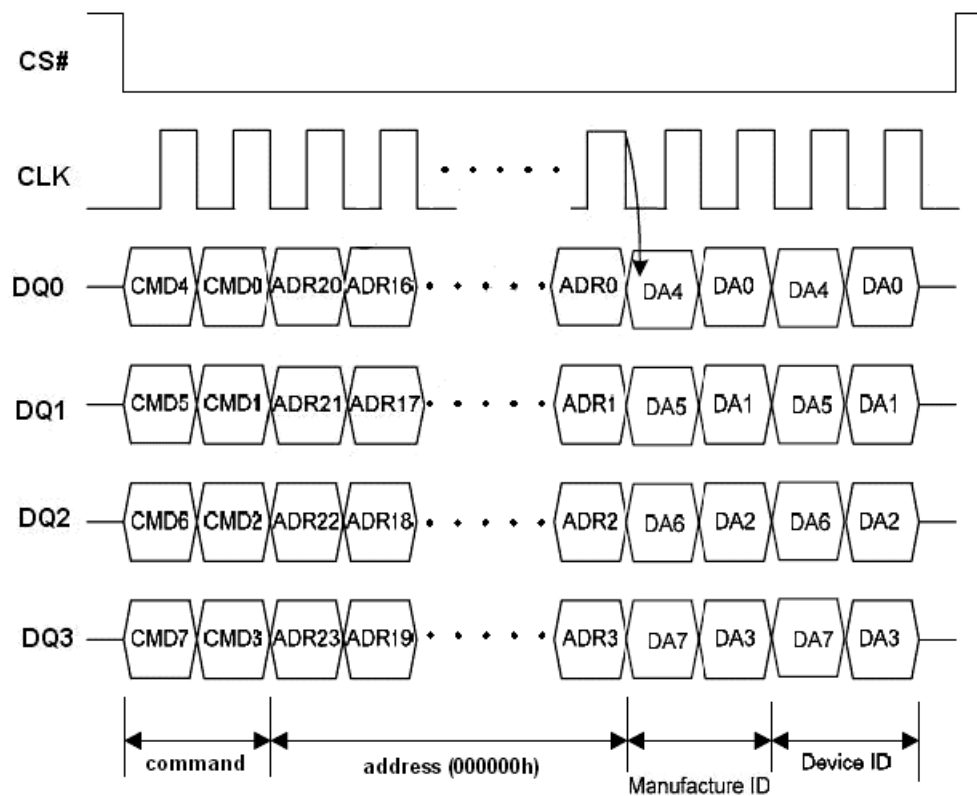 CS#
CLK
DQ0 CMD4 CMD0 ADR20 ADR16 ADR0 DA4 DA0 DA4 DA0
DQ1 CMD5 CMD1 ADR21 ADR17 ADR1 DA5 DA1 DA5 DA1
DQ2 CMD6 CMD2 ADR22 ADR18 ADR2 DA6 DA2 DA6 DA2
DQ3 CMD7 CMD3 ADR23 ADR19 ADR3 DA7 DA3 DA7 DA3
command address (000000h) Manufacture ID Device ID